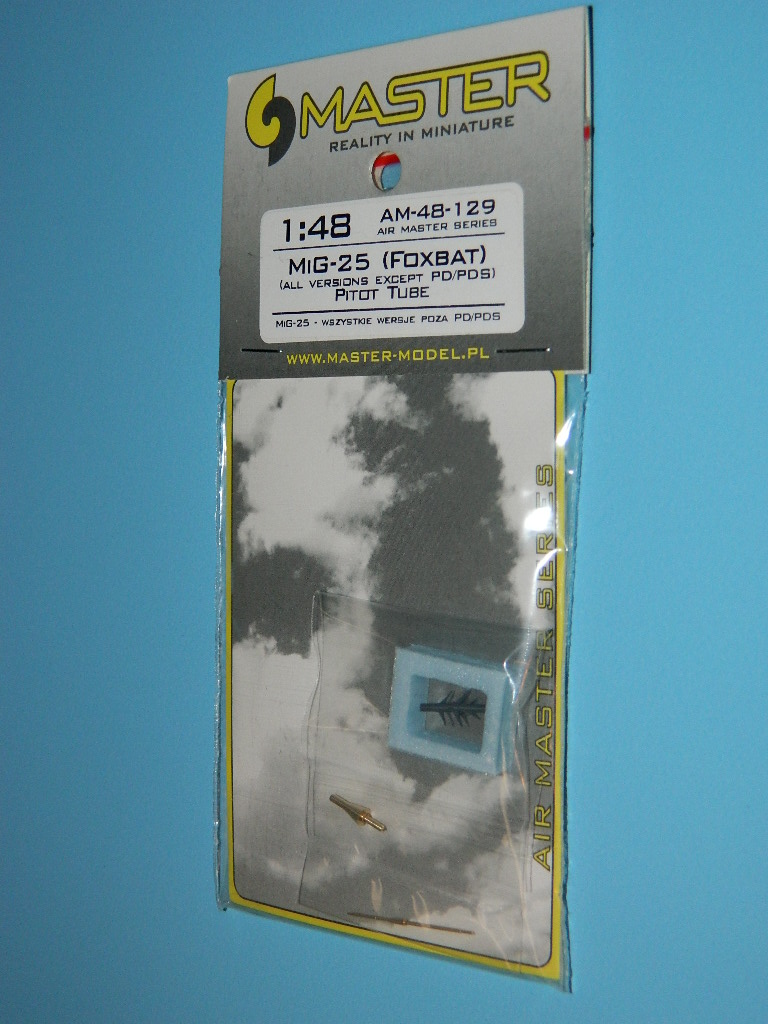 MASTER
REALITY IN MINIATURE
1:48 AM-48-129
AIR MASTER SERIES
MiG-25 (FOXBAT)
(ALL VERSIONS EXCEPT PD/PDS)
PITOT TUBE
MiG-25 - WSZYSTKIE WERSJE POZA PD/PDS
WWW.MASTER-MODEL.PL
AIR MASTER SERIES